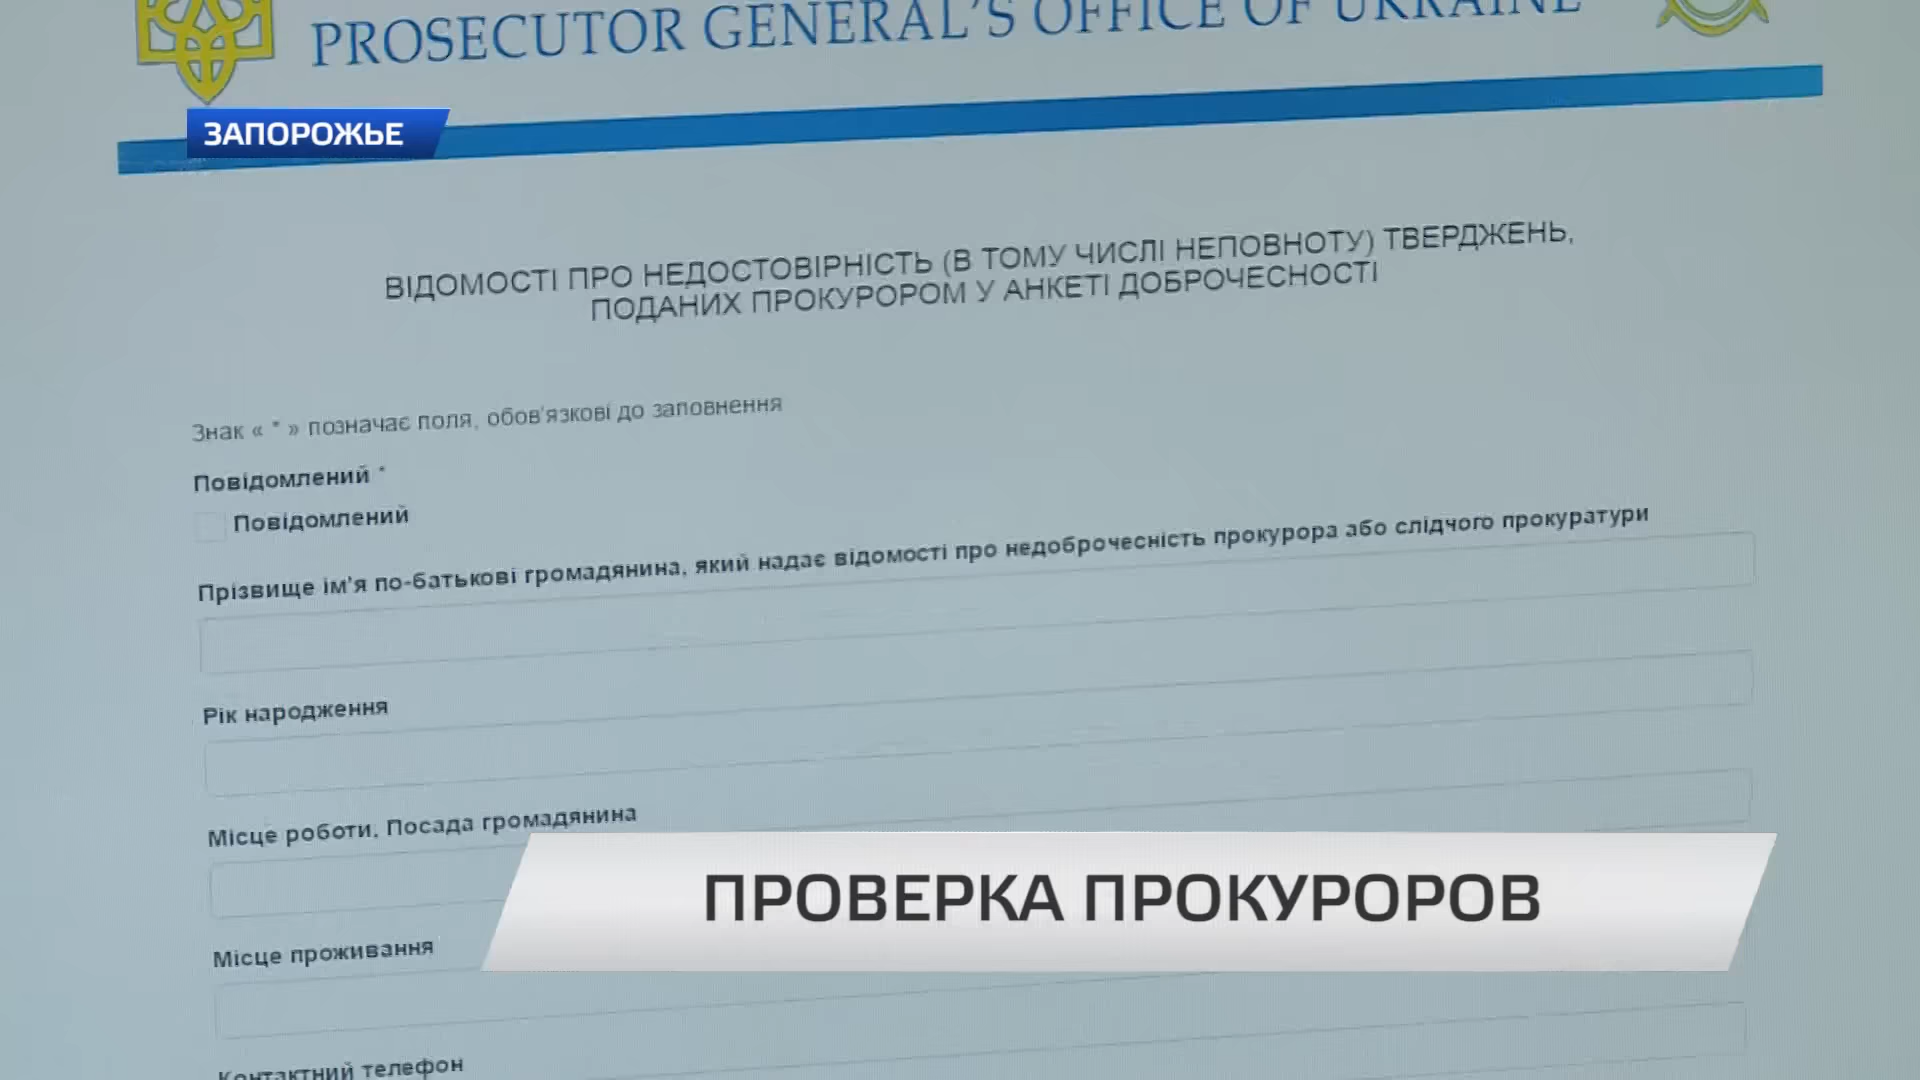 PROSECUTOR GENERAL'S OFFICE OF UKRAINE
ЗАПОРОЖЬЕ
ВІДОМОСТІ ПРО НЕДОСТОВІРНІСТЬ (В ТОМУ ЧИСЛІ НЕПОВНОТУ) ТВЕРДЖЕНЬ,
ПОДАНИХ ПРОКУРОРОМ У АНКЕТІ ДОБРОЧЕСНОСТІ
Знак « * » позначає поля, обов'язкові до заповнення
Повідомлений *
Повідомлений
Прізвище ім'я по-батькові громадянина, який надає відомості про недоброчесність прокурора або слідчого прокуратури
Рік народження
Місце роботи, Посада громадянина
ПРОВЕРКА ПРОКУРОРОВ
Місце проживання
Контактний телефон